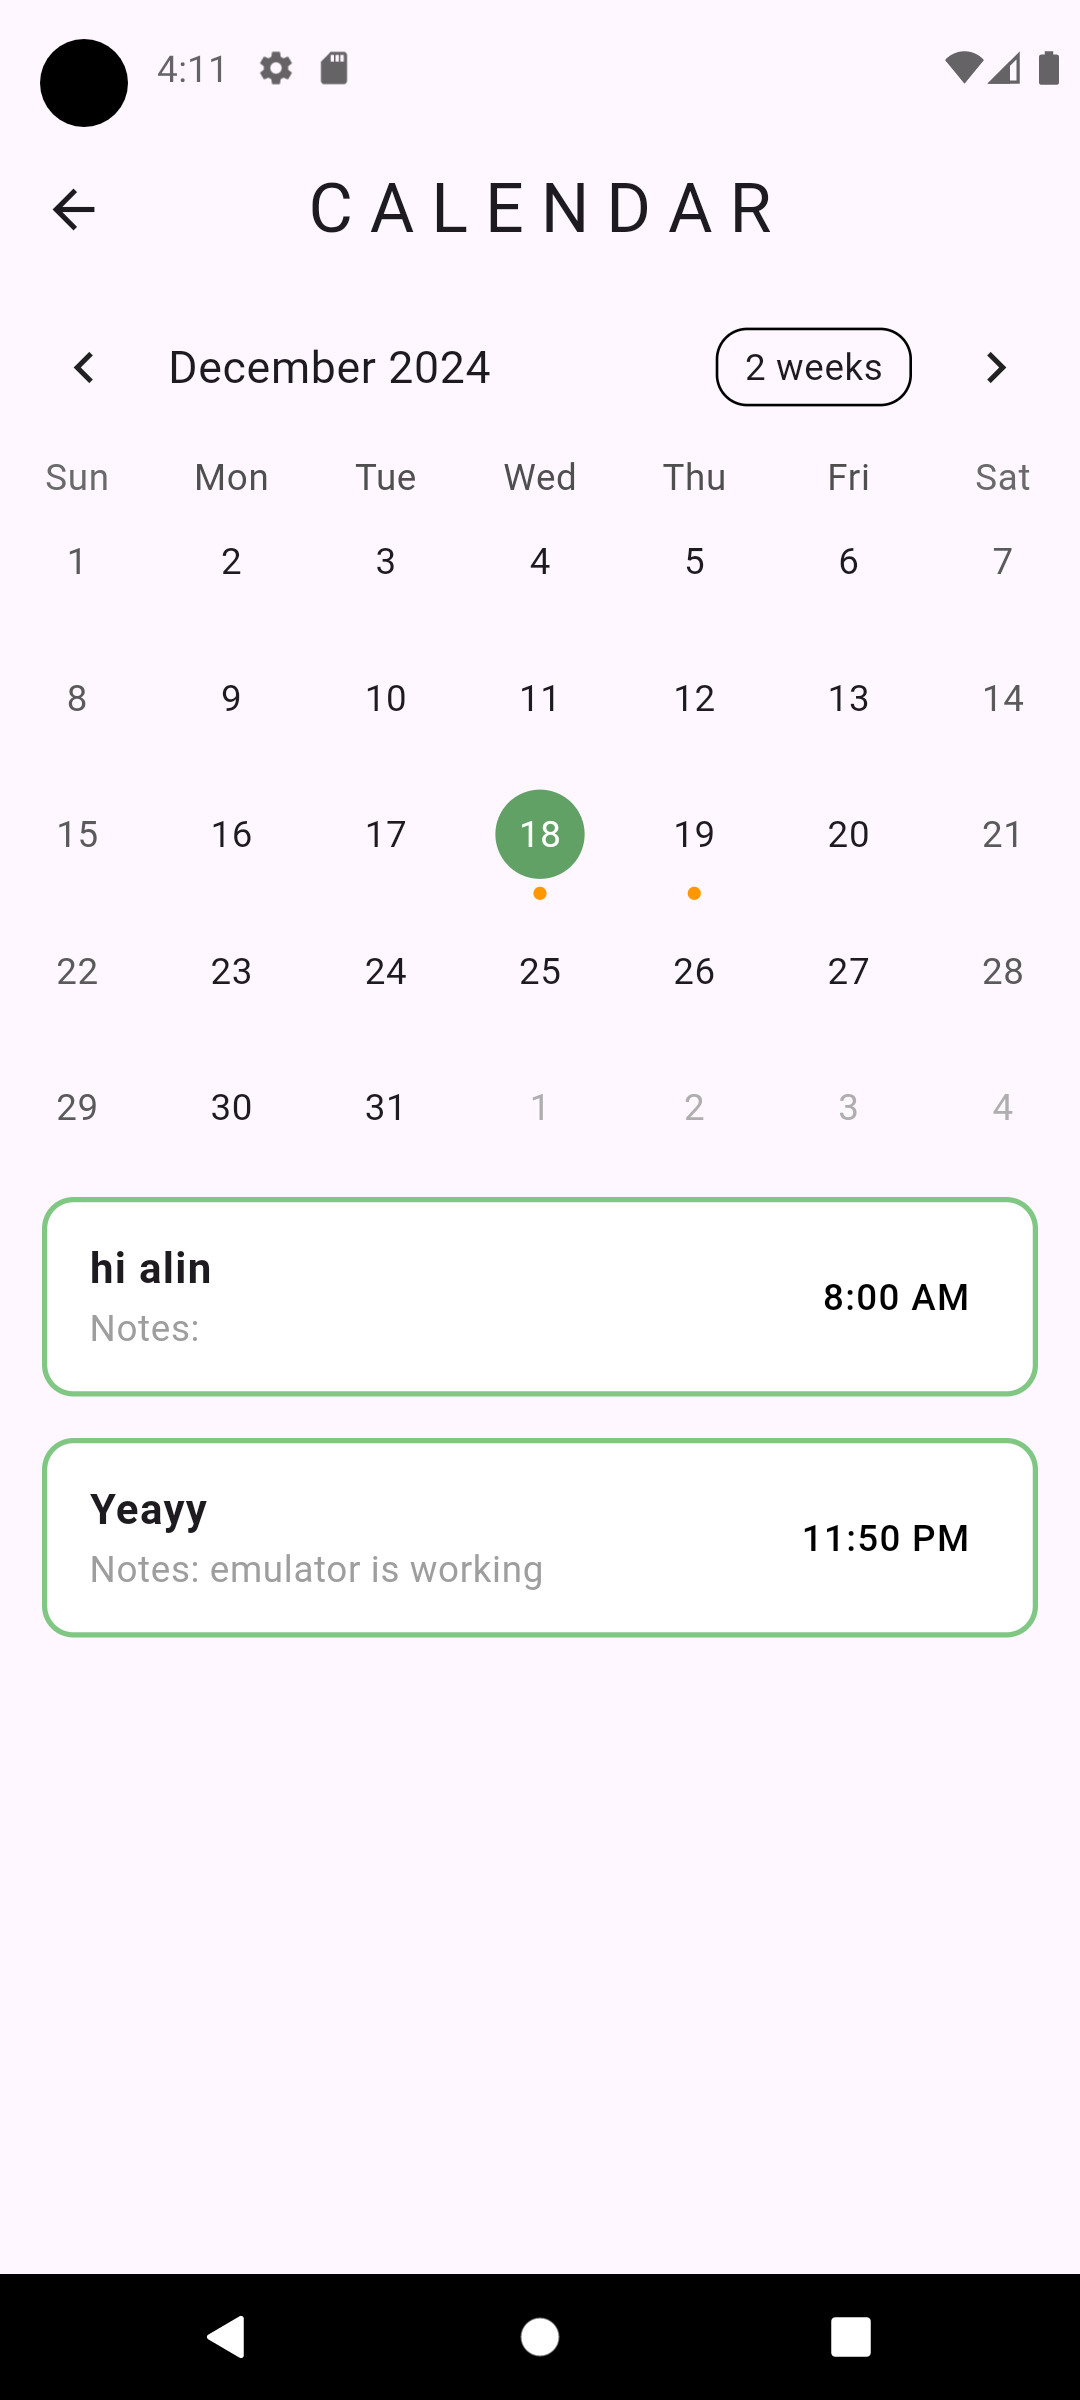 4:11
CALENDAR
December 2024 2 weeks
Sun Mon Tue Wed Thu Fri Sat
1 2 3 4 5 6 7
8 9 10 11 12 13 14
15 16 17 18 19 20 21
22 23 24 25 26 27 28
29 30 31 1 2 3 4
hi alin
8:00 AM
Notes:
Yeayy
11:50 PM
Notes: emulator is working